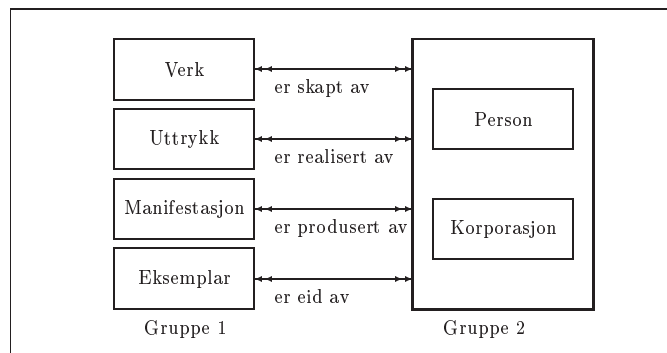 Verk
er skapt av
Person
Uttrykk
er realisert av
Manifestasjon
er produsert av
Korporasjon
Eksemplar
er eid av
Gruppe 1
Gruppe 2